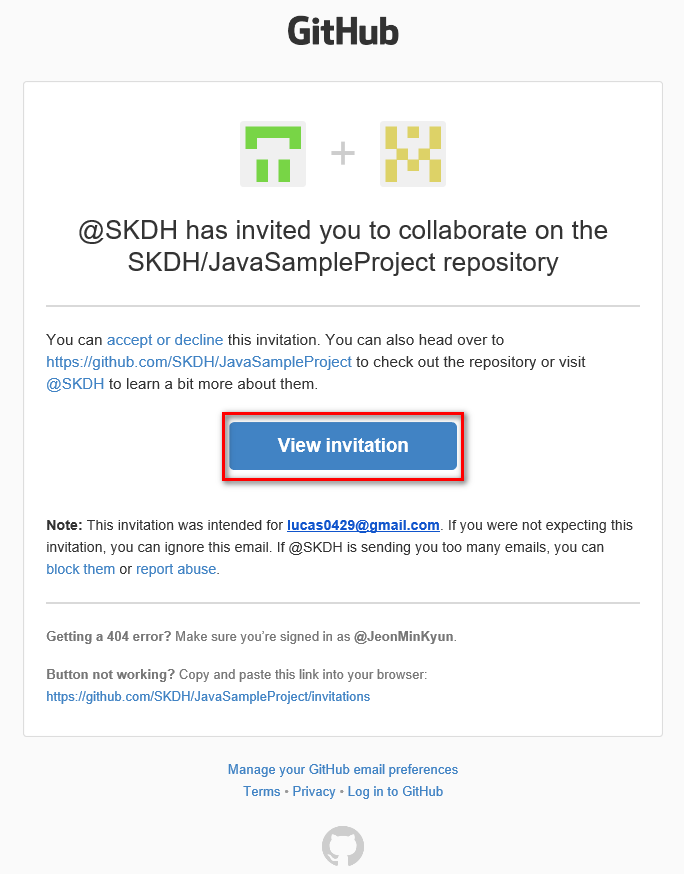 GitHub
@SKDH has invited you to collaborate on the
SKDH/JavaSampleProject repository
You can accept or decline this invitation. You can also head over to
https://github.com/SKDH/JavaSampleProject to check out the repository or visit
@SKDH to learn a bit more about them.
View invitation
Note: This invitation was intended for lucas0429@gmail.com. If you were not expecting this
invitation, you can ignore this email. If @SKDH is sending you too many emails, you can
block them or report abuse.
Getting a 404 error? Make sure you’re signed in as @JeonMinKyun.
Button not working? Copy and paste this link into your browser:
https://github.com/SKDH/JavaSampleProject/invitations
Manage your GitHub email preferences
Terms • Privacy • Log in to GitHub